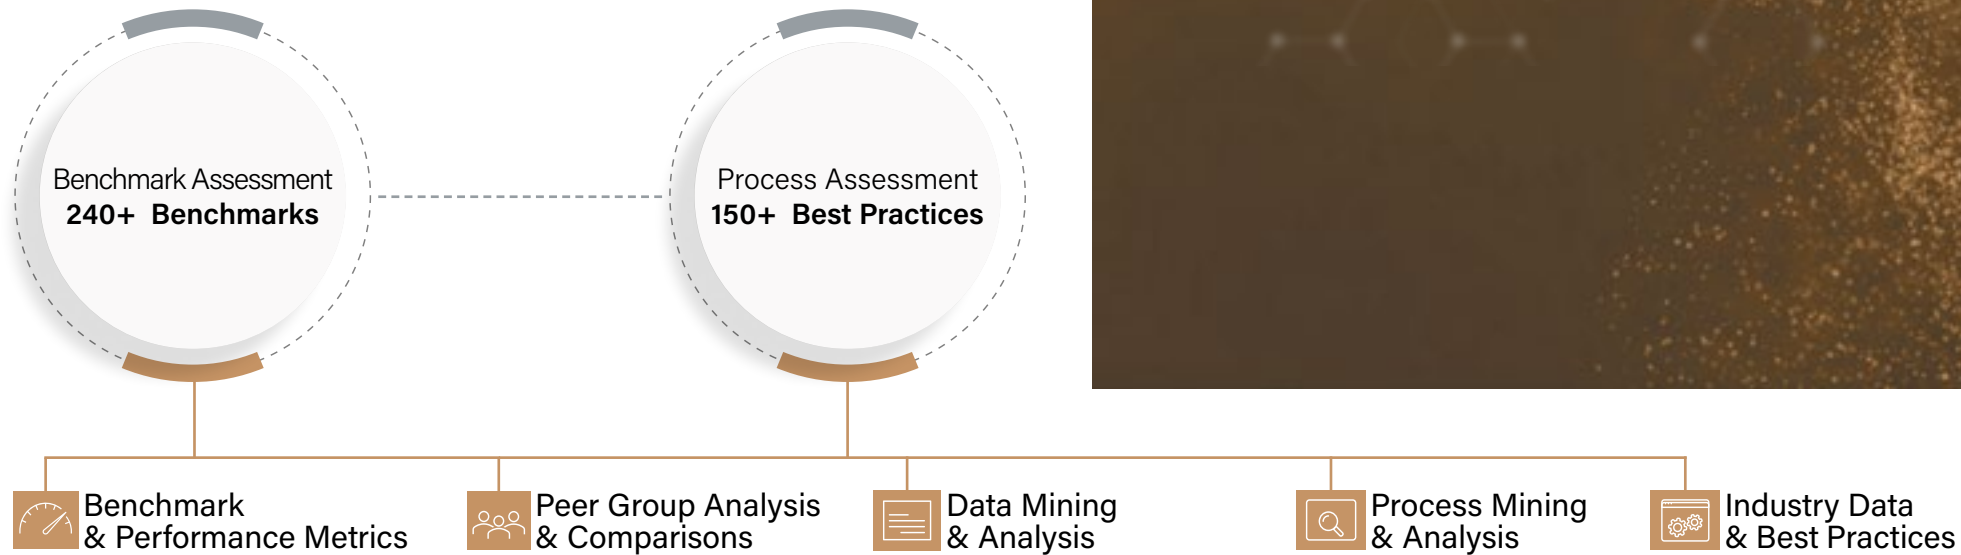 Benchmark Assessment
240+ Benchmarks
Process Assessment
150+ Best Practices
Benchmark
& Performance Metrics
Peer Group Analysis
& Comparisons
Data Mining
& Analysis
Process Mining
& Analysis
Industry Data
& Best Practices